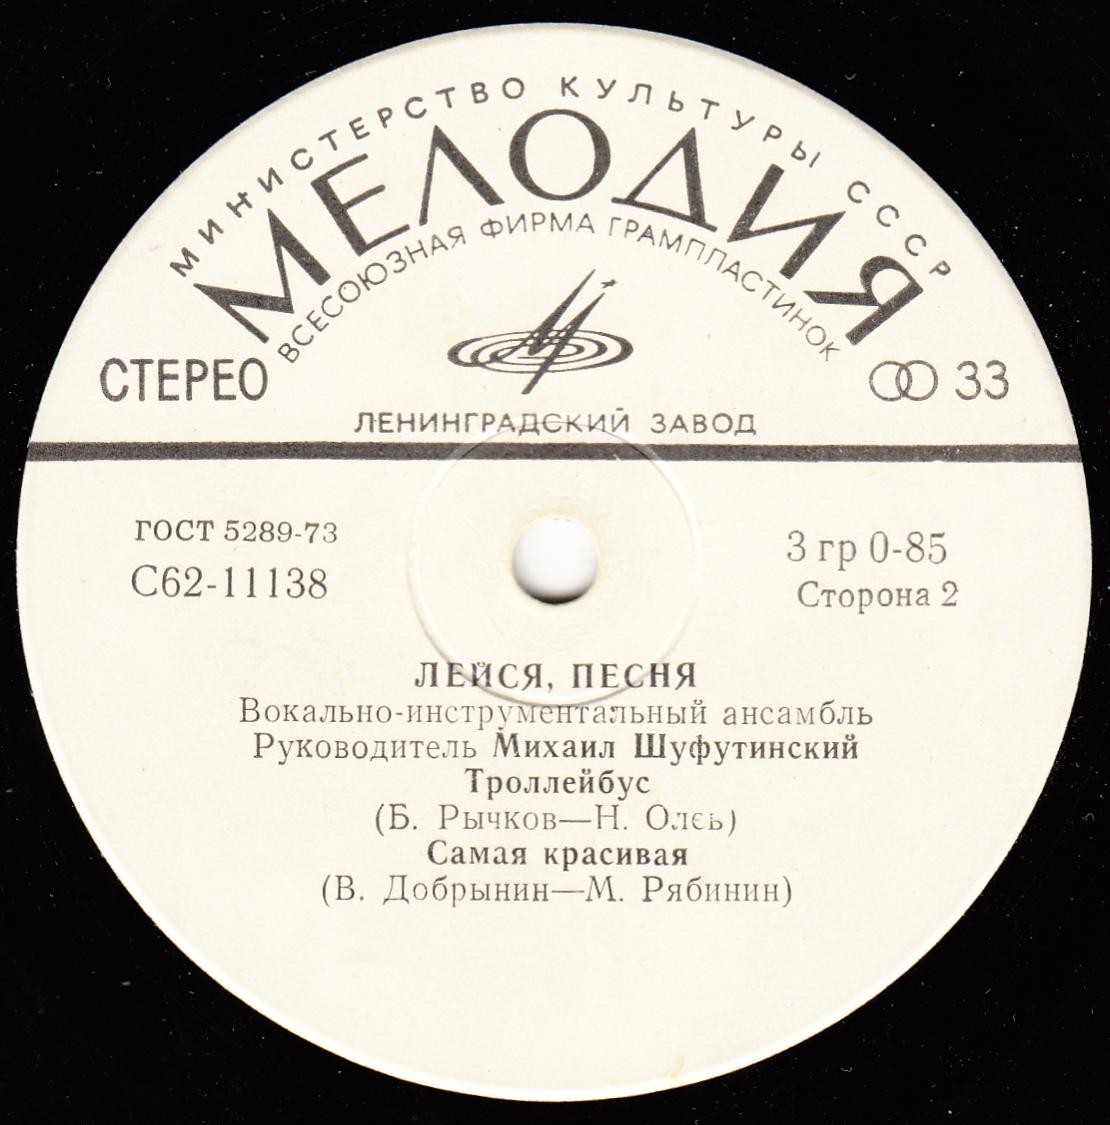 МИНИСТЕРСТВО КУЛЬТУРЫ СССР
МЕЛОДИЯ
ВСЕСОЮЗНАЯ ФИРМА ГРАМПЛАСТИНОК
СТЕРЕО
33
ЛЕНИНГРАДСКИЙ ЗАВОД
ГОСТ 5289-73
3 гр 0-85
С62-11138
Сторона 2
ЛЕЙСЯ, ПЕСНЯ
Вокально-инструментальный ансамбль
Руководитель Михаил Шуфутинский
Троллейбус
(Б. Рычков—Н. Олев)
Самая красивая
(В. Добрынин—М. Рябинин)